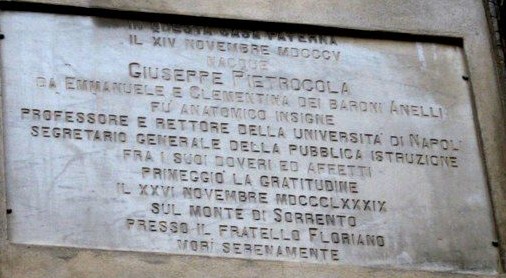 IN QUESTA CASA PATERNA
IL XIV NOVEMBRE MDCCCV
NACQUE
GIUSEPPE PIETROCOLA
DA EMMANUELE E CLEMENTINA DEI BARONI ANELLI
FU' ANATOMICO INSIGNE
PROFESSORE E RETTORE DELLA UNIVERSITA' DI NAPOLI
SEGRETARIO GENERALE DELLA PUBBLICA ISTRUZIONE
FRA I SUOI DOVERI ED AFFETTI
PRIMEGGIO LA GRATITUDINE
IL XXVI NOVEMBRE MDCCCLXXXIX
SUL MONTE DI SORRENTO
PRESSO IL FRATELLO FLORIANO
MORÌ SERENAMENTE